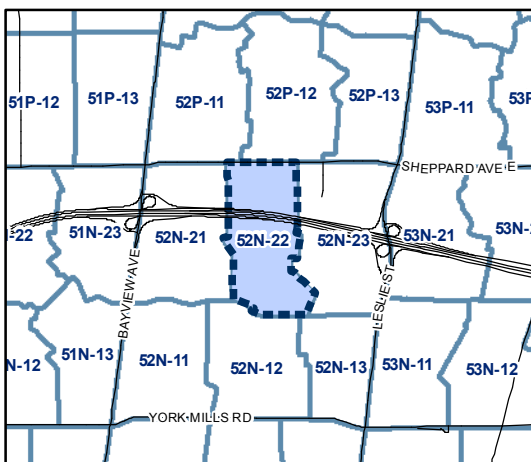 51P-12
51P-13
52P-11
52P-12
52P-13
53P-11
53P
SHEPPARD AVE E
-22
51N-23
52N-21
52N-22
52N-23
53N-21
53N-2
BAYVIEW AVE
LESLIE ST
N-12
51N-13
52N-11
52N-12
52N-13
53N-11
53N-12
YORK MILLS RD